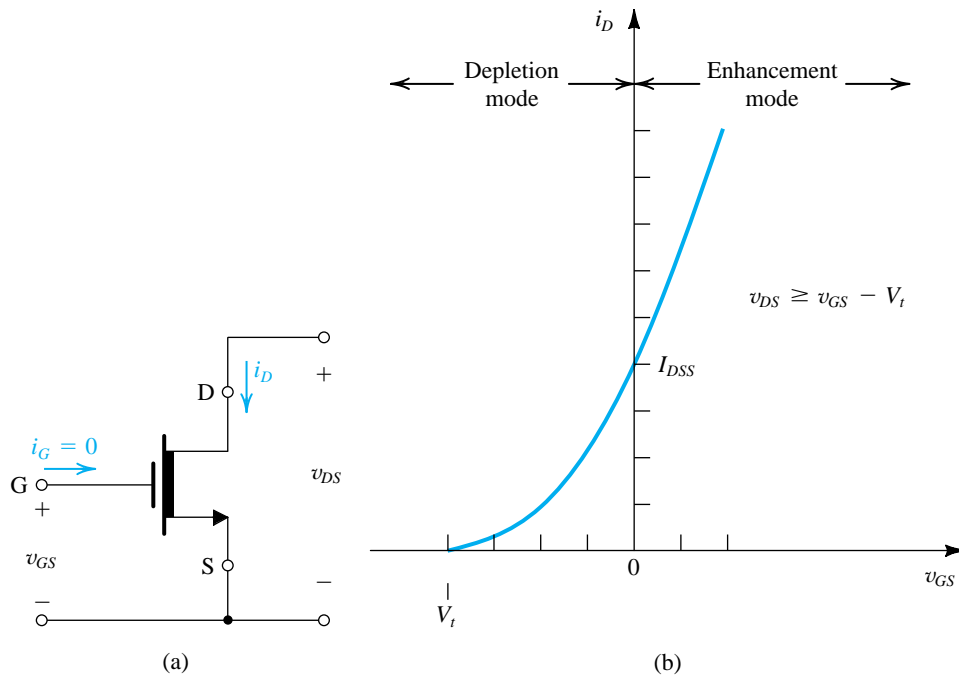 i_D
Depletion mode
Enhancement mode
v_DS ≥ v_GS − V_t
I_DSS
0
v_GS
V_t
(b)
i_D
D
+
i_G = 0
G
+
v_DS
v_GS
S
−
−
(a)